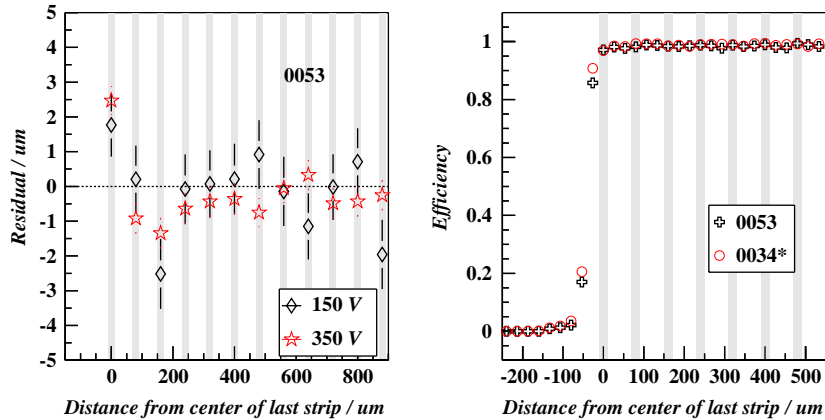 Residual / um
5
4
3
2
1
0
-1
-2
-3
-4
-5
0053
150 V
350 V
0 200 400 600 800
Distance from center of last strip / um
Efficiency
1
0.8
0.6
0.4
0.2
0
0053
0034*
-200 -100 0 100 200 300 400 500
Distance from center of last strip / um